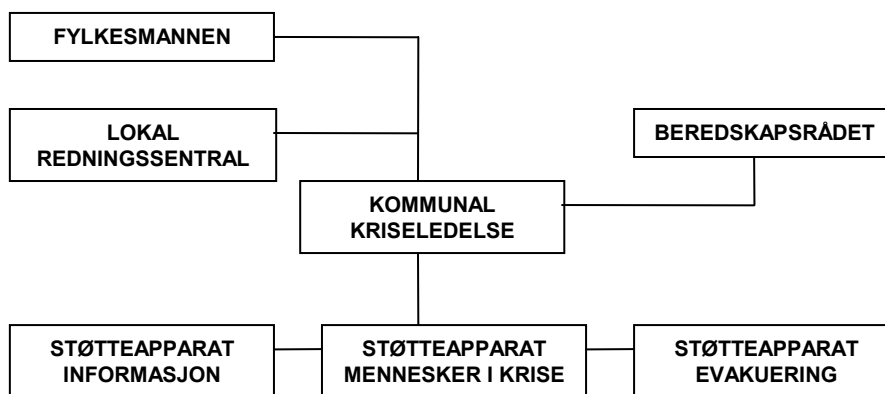 FYLKESMANNEN
LOKAL
REDNINGSSENTRAL
BEREDSKAPSRÅDET
KOMMUNAL
KRISELEDELSE
STØTTEAPPARAT
INFORMASJON
STØTTEAPPARAT
MENNESKER I KRISE
STØTTEAPPARAT
EVAKUERING